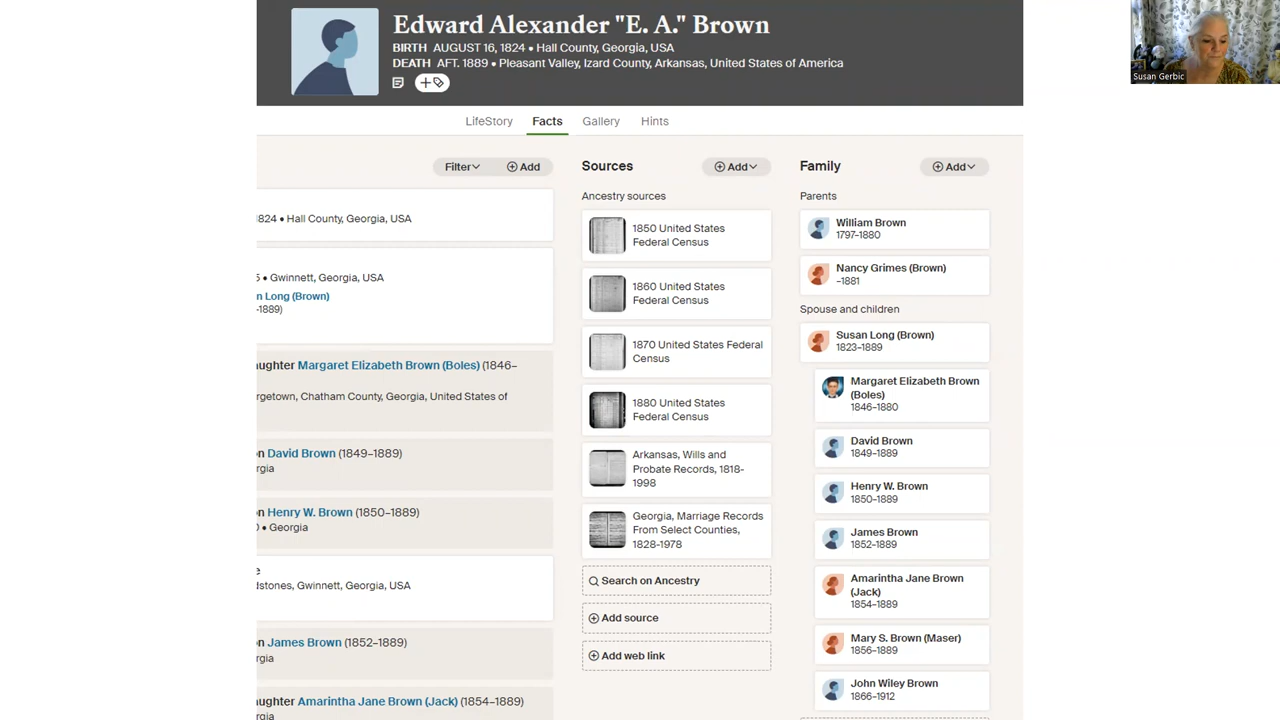 Edward Alexander "E. A." Brown
BIRTH AUGUST 16, 1824 • Hall County, Georgia, USA
DEATH AFT. 1889 • Pleasant Valley, Izard County, Arkansas, United States of America
Susan Gerbic
LifeStory Facts Gallery Hints
Filter Add
1824 • Hall County, Georgia, USA
5 • Gwinnett, Georgia, USA
n Long (Brown)
-1889)
aughter Margaret Elizabeth Brown (Boles) (1846–
rgetown, Chatham County, Georgia, United States of
on David Brown (1849–1889)
rgia
on Henry W. Brown (1850–1889)
0 • Georgia
e
dstones, Gwinnett, Georgia, USA
on James Brown (1852–1889)
rgia
aughter Amarintha Jane Brown (Jack) (1854–1889)
rgia
Sources
Add
Ancestry sources
1850 United States
Federal Census
1860 United States
Federal Census
1870 United States Federal
Census
1880 United States
Federal Census
Arkansas, Wills and
Probate Records, 1818-
1998
Georgia, Marriage Records
From Select Counties,
1828-1978
Search on Ancestry
Add source
Add web link
Family
Add
Parents
William Brown
1797–1880
Nancy Grimes (Brown)
–1881
Spouse and children
Susan Long (Brown)
1823–1889
Margaret Elizabeth Brown
(Boles)
1846–1880
David Brown
1849–1889
Henry W. Brown
1850–1889
James Brown
1852–1889
Amarintha Jane Brown
(Jack)
1854–1889
Mary S. Brown (Maser)
1856–1889
John Wiley Brown
1866–1912